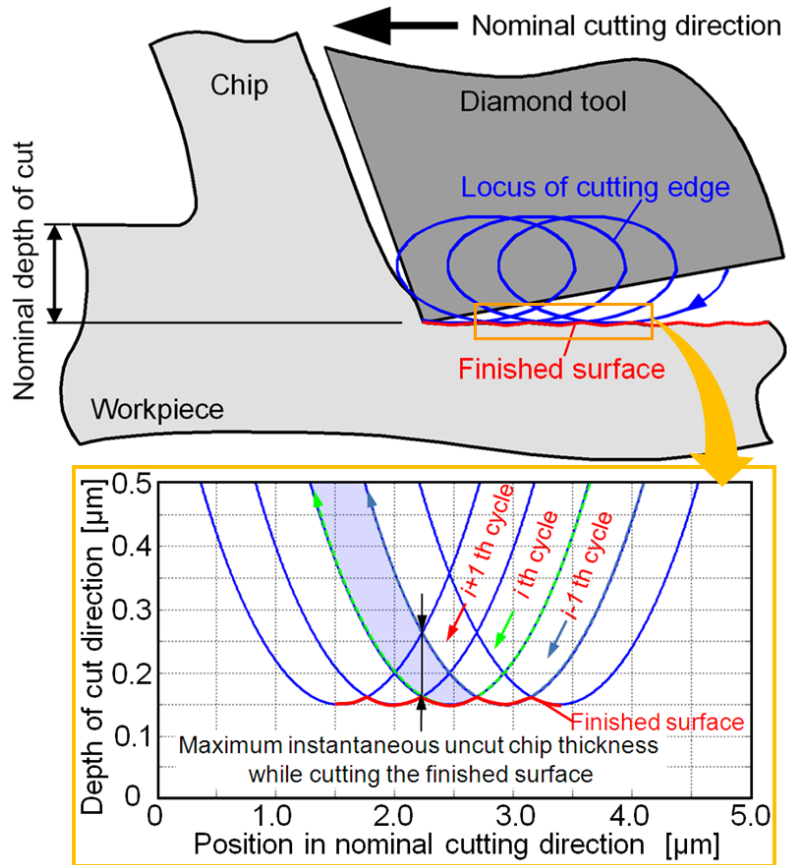 Nominal cutting direction
Chip
Diamond tool
Nominal depth of cut
Locus of cutting edge
Finished surface
Workpiece
Depth of cut direction [μm]
0.5
0.4
0.3
0.2
0.1
0
i+1 th cycle
i th cycle
i-1 th cycle
Finished surface
Maximum instantaneous uncut chip thickness
while cutting the finished surface
0 1.0 2.0 3.0 4.0 5.0
Position in nominal cutting direction [μm]